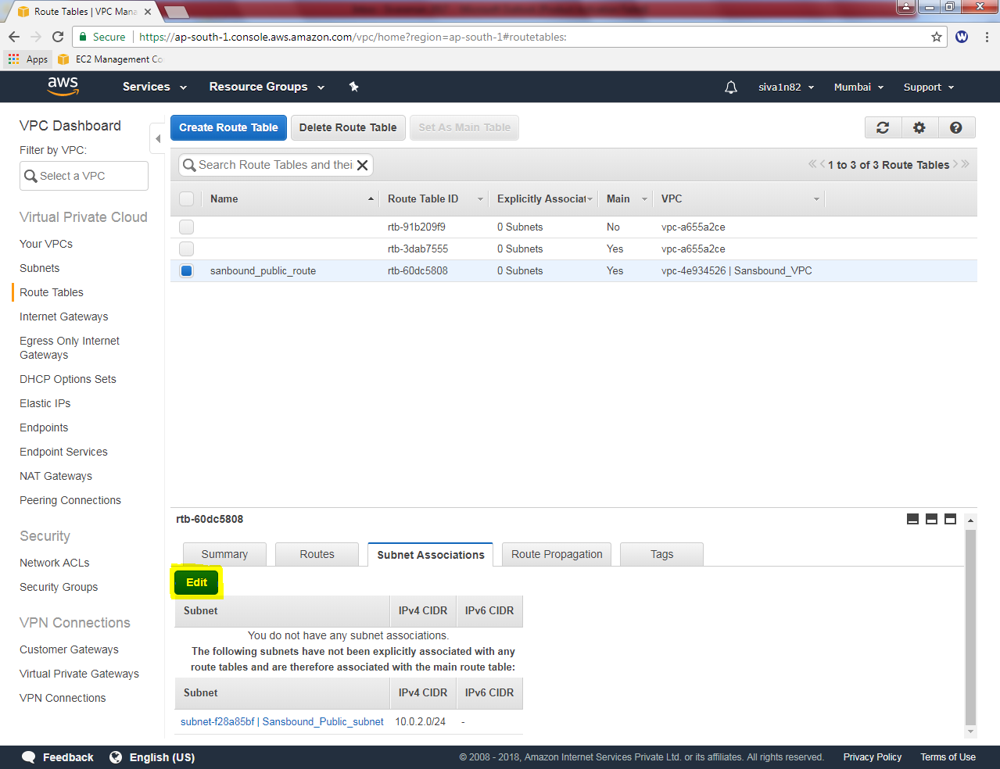 Route Tables | VPC Mana
Secure https://ap-south-1.console.aws.amazon.com/vpc/home?region=ap-south-1#routetables:
W
Apps EC2 Management Co
aws Services Resource Groups siva1n82 Mumbai Support
VPC Dashboard
Filter by VPC:
Select a VPC
Virtual Private Cloud
Your VPCs
Subnets
Route Tables
Internet Gateways
Egress Only Internet
Gateways
DHCP Options Sets
Elastic IPs
Endpoints
Endpoint Services
NAT Gateways
Peering Connections
Security
Network ACLs
Security Groups
VPN Connections
Customer Gateways
Virtual Private Gateways
VPN Connections
Create Route Table Delete Route Table Set As Main Table
Search Route Tables and thei 1 to 3 of 3 Route Tables
Name Route Table ID Explicitly Associat Main VPC
rtb-91b209f9 0 Subnets No vpc-a655a2ce
rtb-3dab7555 0 Subnets Yes vpc-a655a2ce
sanbound_public_route rtb-60dc5808 0 Subnets Yes vpc-4e934526 | Sansbound_VPC
rtb-60dc5808
Summary Routes Subnet Associations Route Propagation Tags
Edit
Subnet IPv4 CIDR IPv6 CIDR
You do not have any subnet associations.
The following subnets have not been explicitly associated with any
route tables and are therefore associated with the main route table:
Subnet IPv4 CIDR IPv6 CIDR
subnet-f28a85bf | Sansbound_Public_subnet 10.0.2.0/24 -
Feedback English (US) © 2008 - 2018, Amazon Internet Services Private Ltd. or its affiliates. All rights reserved. Privacy Policy Terms of Use